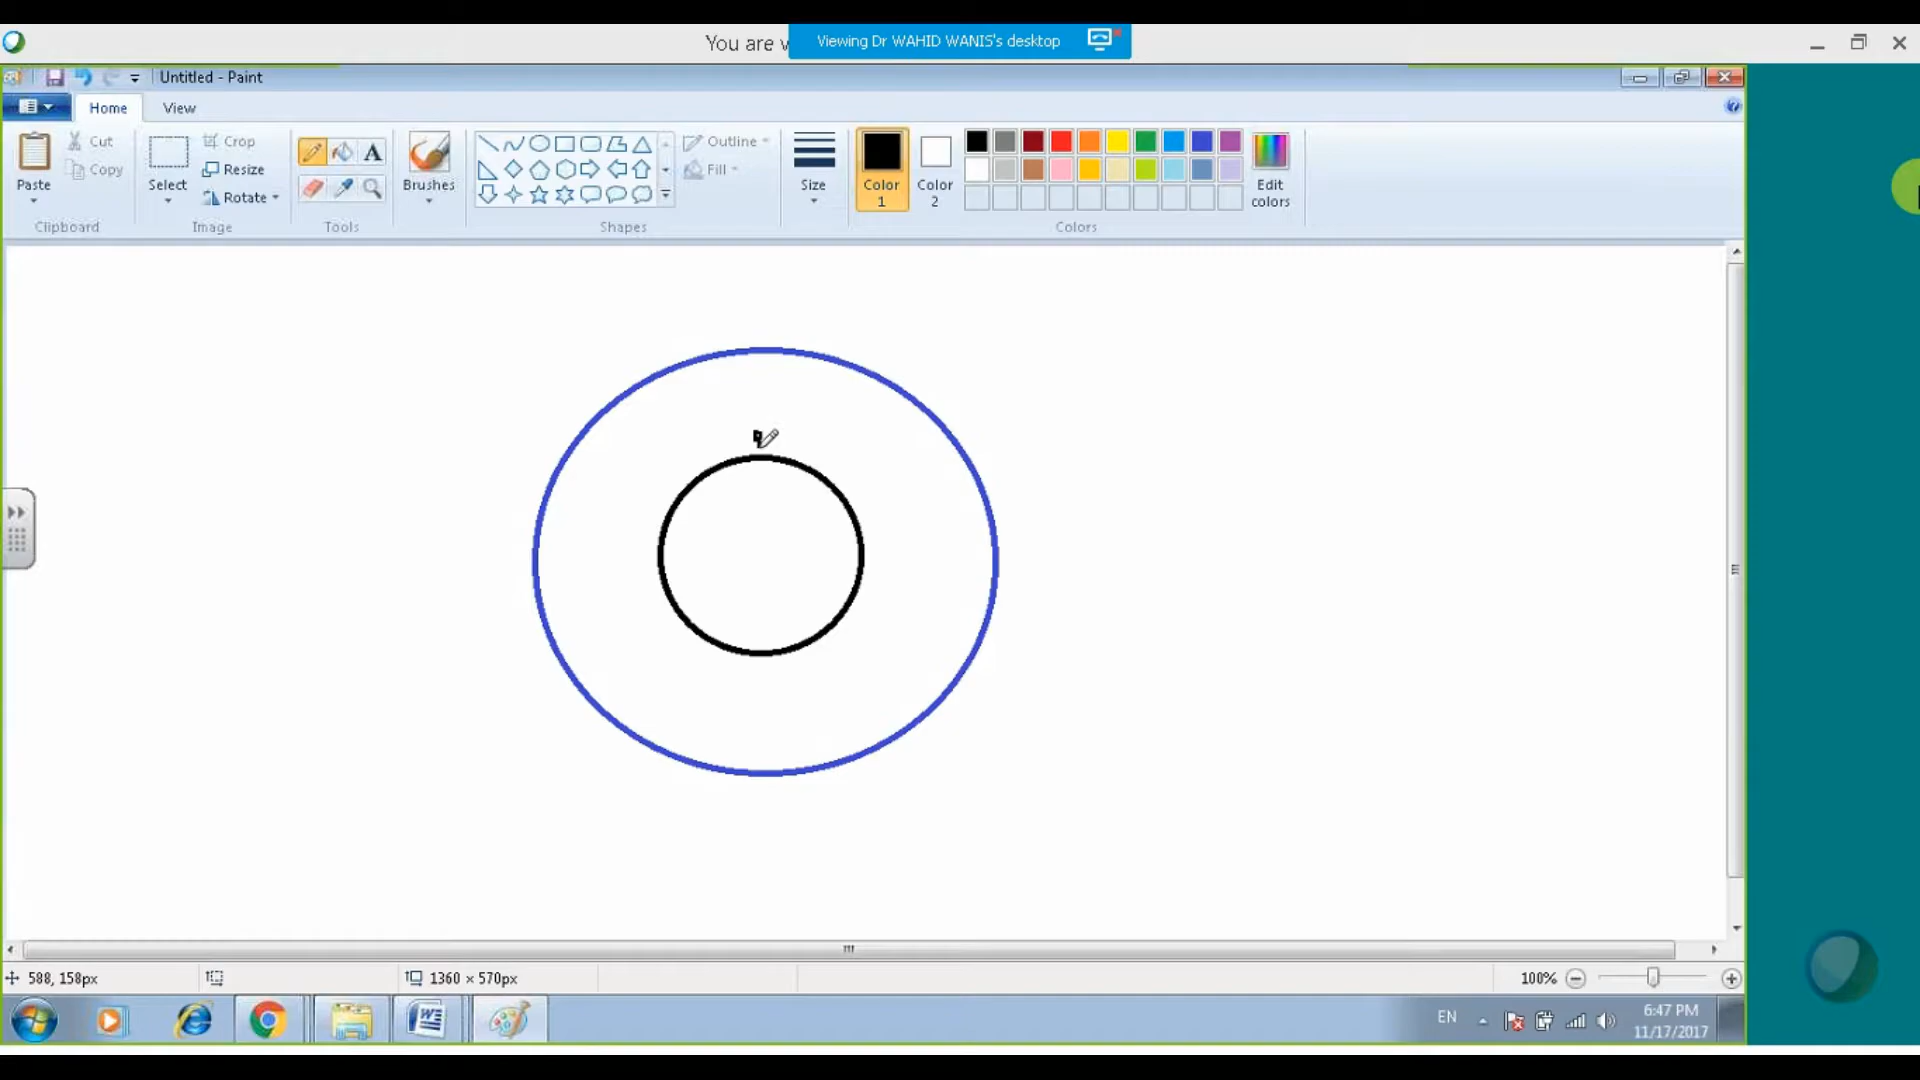 You are v
Viewing Dr WAHID WANIS's desktop
Untitled - Paint
Home
View
Paste
Cut
Copy
Clipboard
Select
Crop
Resize
Rotate
Image
A
Tools
Brushes
Outline
Fill
Shapes
Size
Color
1
Color
2
Edit
colors
Colors
588, 158px
1360 × 570px
100%
EN
6:47 PM
11/17/2017